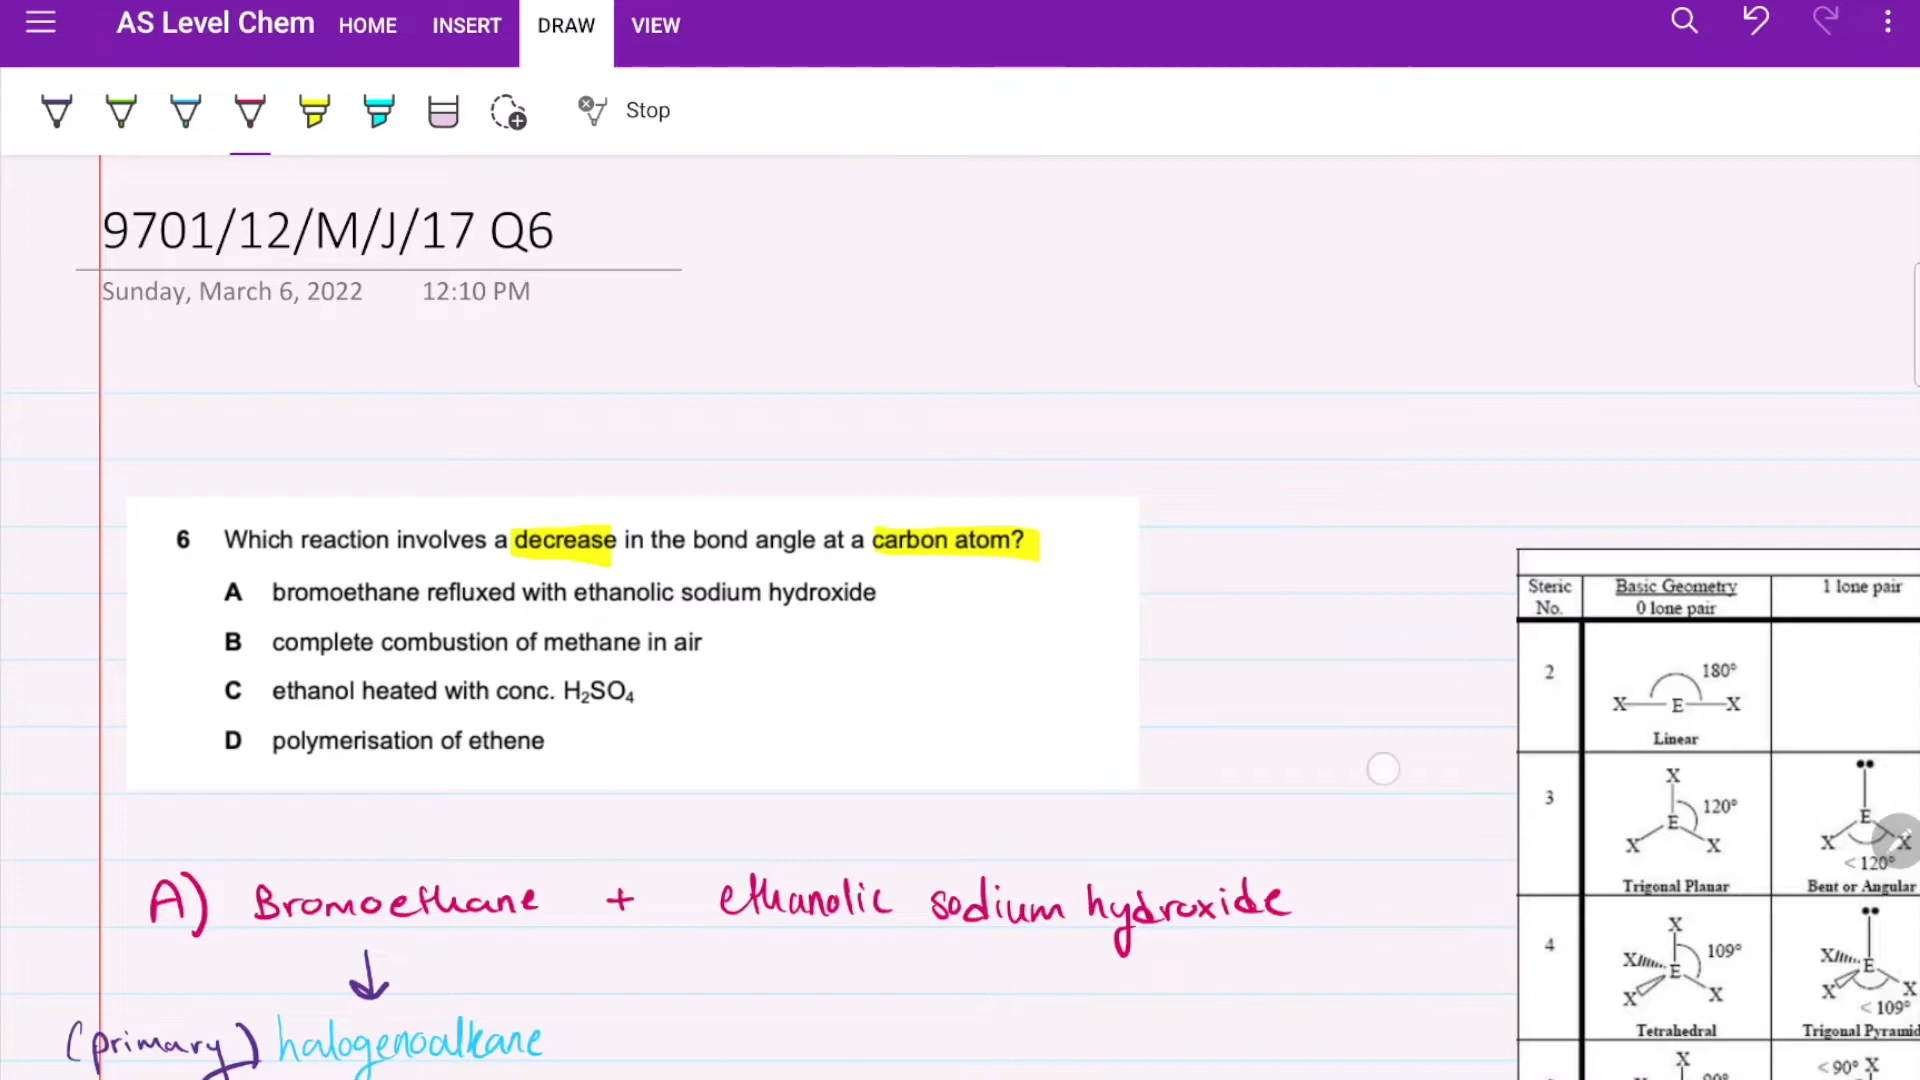 AS Level Chem HOME INSERT DRAW VIEW
Stop
9701/12/M/J/17 Q6
Sunday, March 6, 2022 12:10 PM
6 Which reaction involves a decrease in the bond angle at a carbon atom?
A bromoethane refluxed with ethanolic sodium hydroxide
B complete combustion of methane in air
C ethanol heated with conc. H₂SO₄
D polymerisation of ethene
A) Bromoethane + ethanolic sodium hydroxide
(primary) halogenoalkane
Steric No. Basic Geometry 0 lone pair 1 lone pair
2 180° X E X Linear
3 X 120° E X X Trigonal Planar
E X X <120° Bent or Angular
4 X 109° X E X X Tetrahedral
X E X X <109°
X <90° X